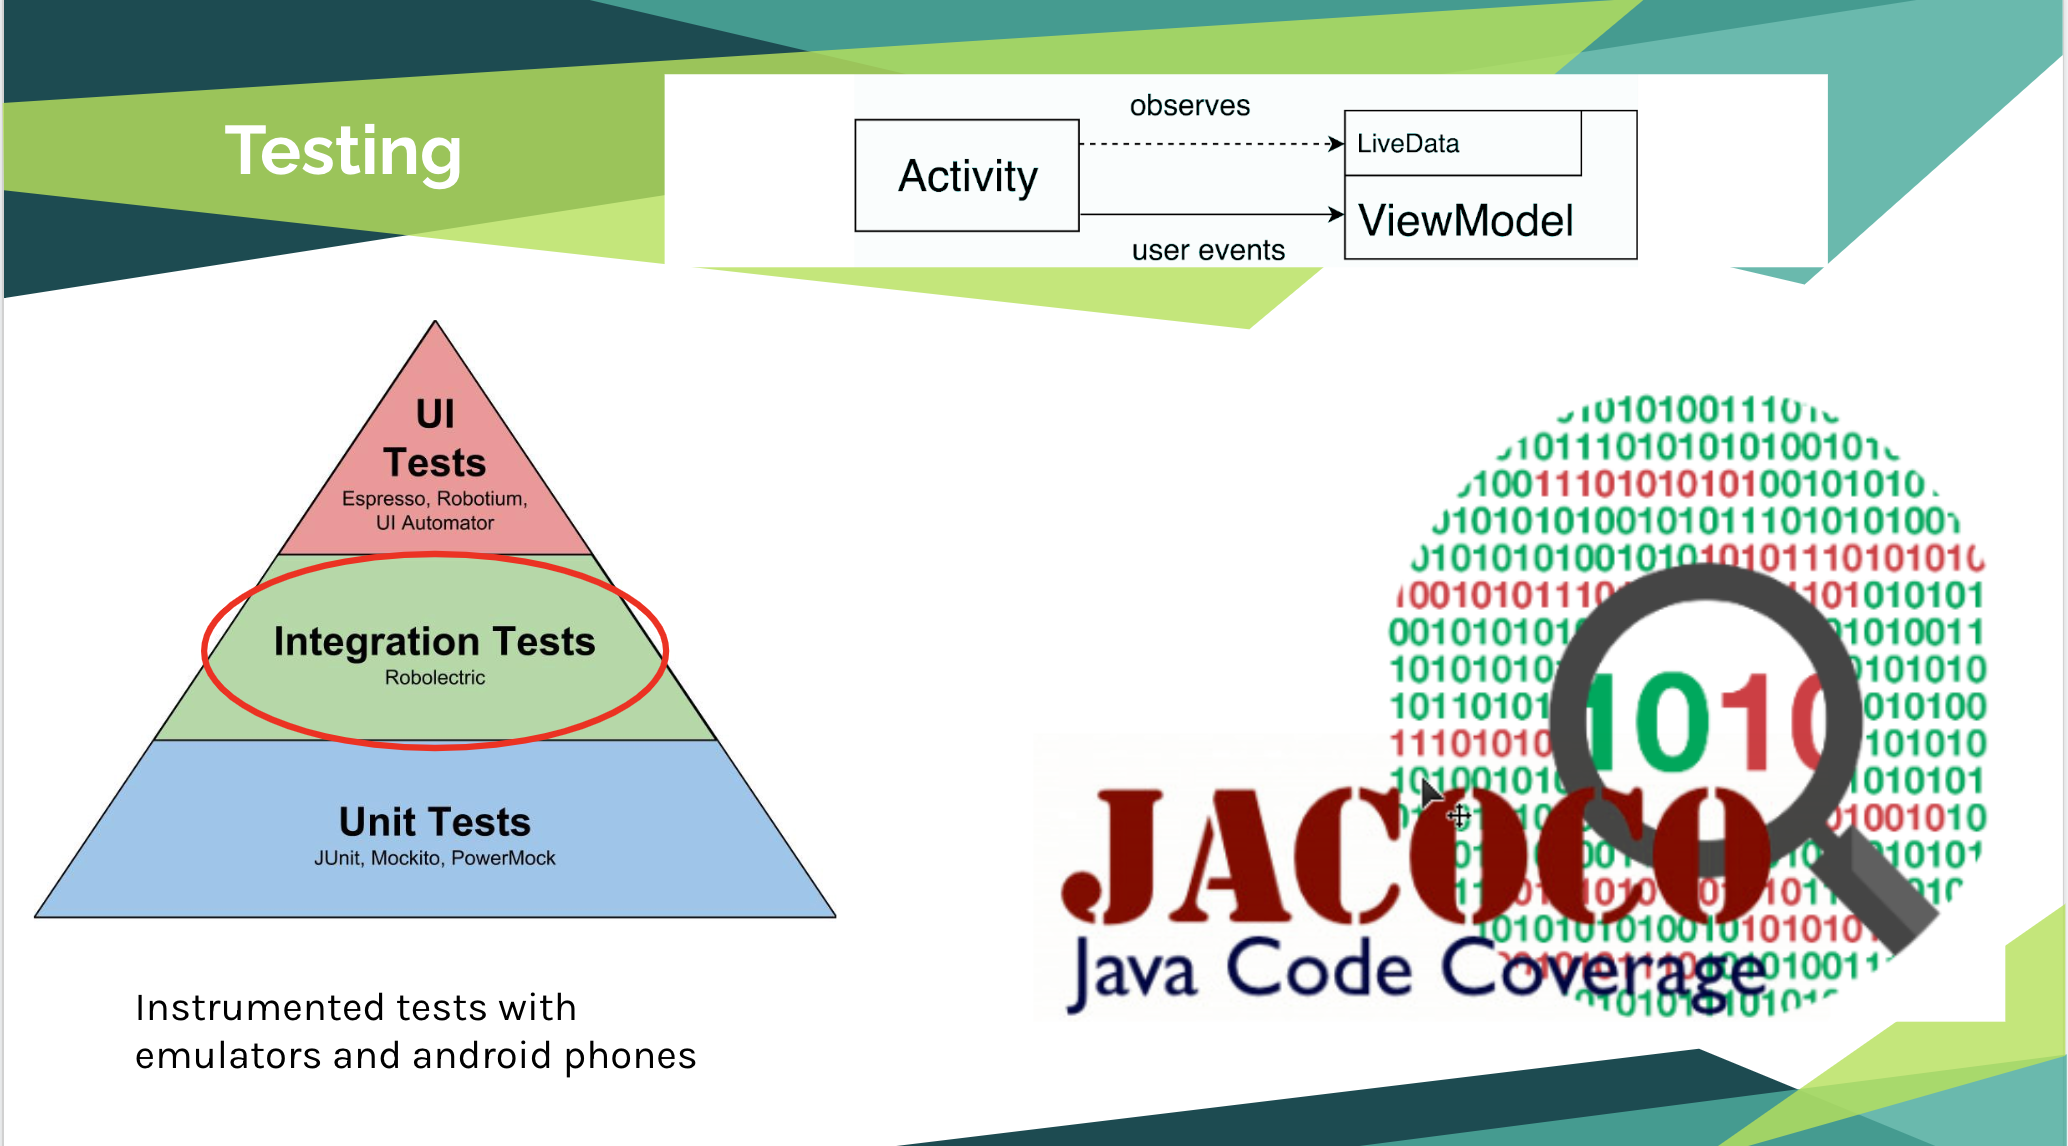 Testing
observes
Activity
LiveData
ViewModel
user events
UI
Tests
Espresso, Robotium,
UI Automator
Integration Tests
Robolectric
Unit Tests
JUnit, Mockito, PowerMock
Instrumented tests with
emulators and android phones
1010
JACOCO
Java Code Coverage